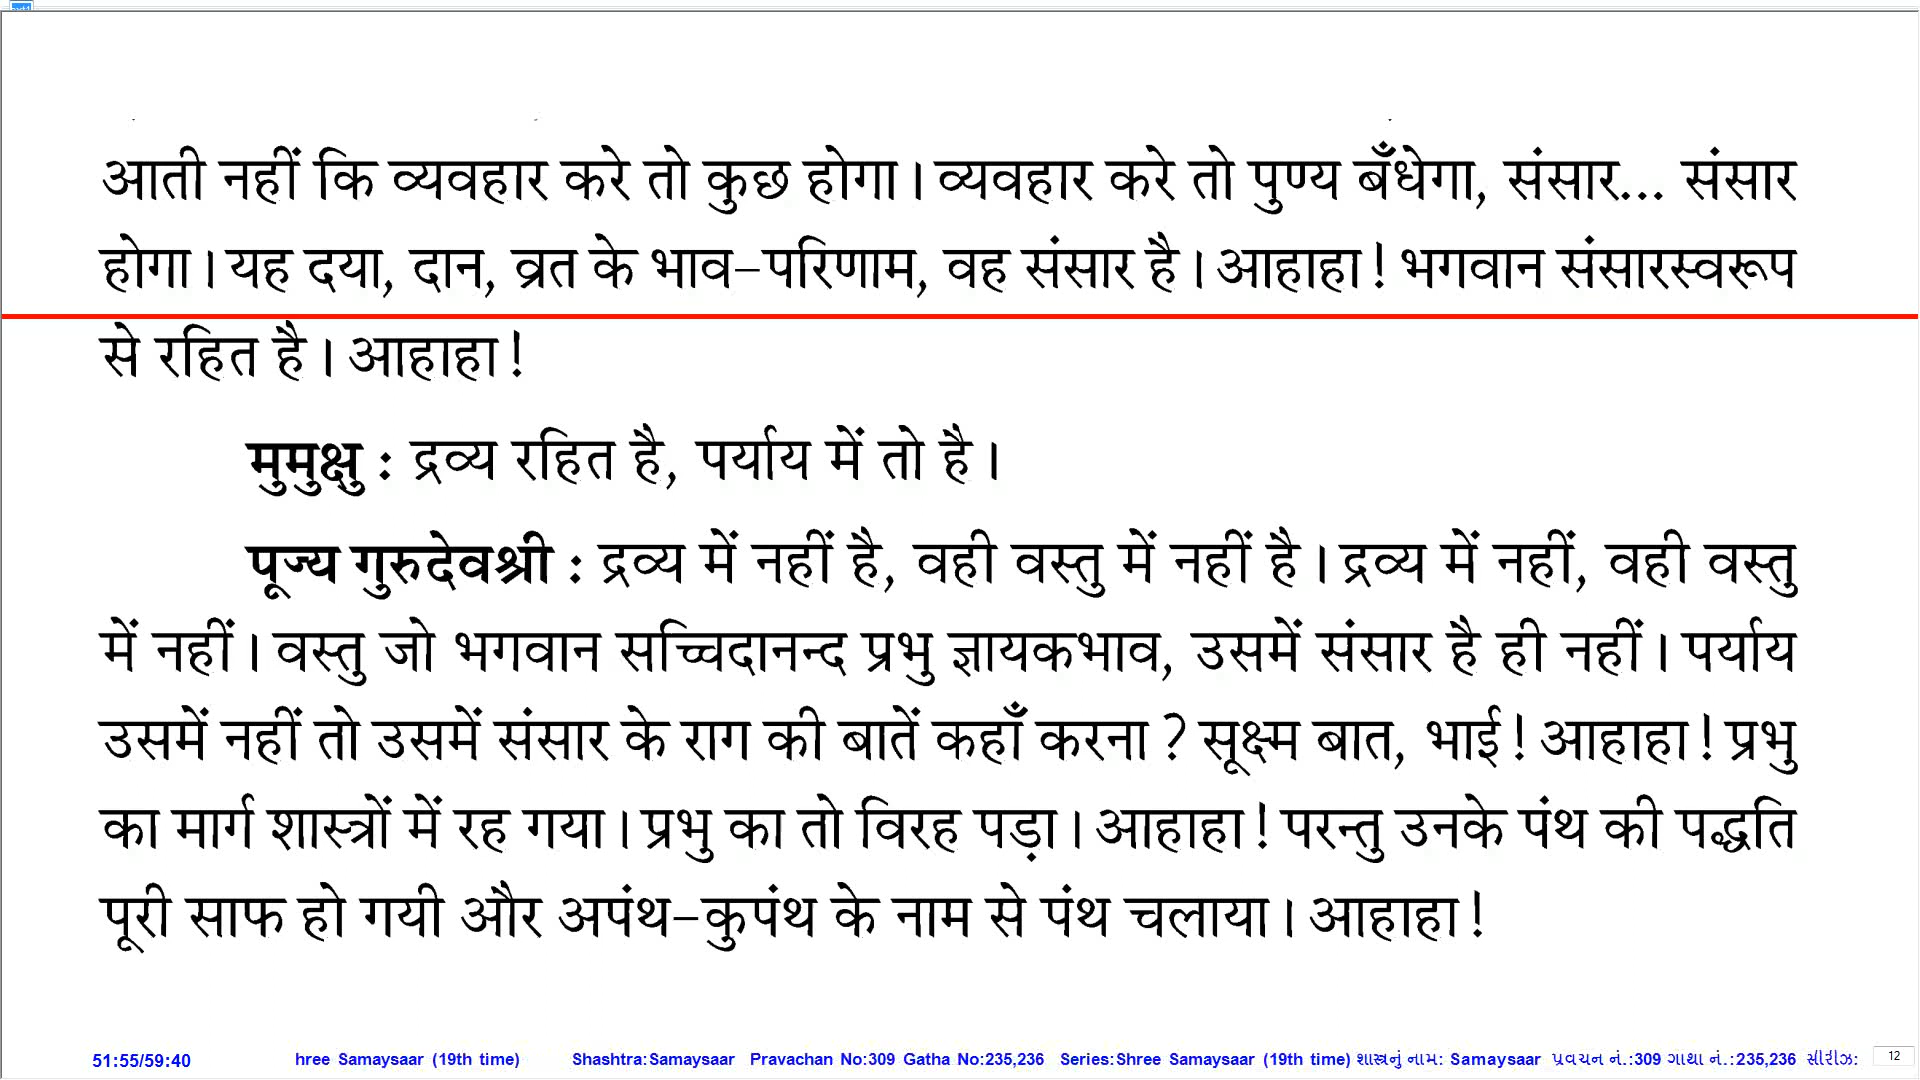 आती नहीं कि व्यवहार करे तो कुछ होगा। व्यवहार करे तो पुण्य बँधेगा, संसार... संसार
होगा। यह दया, दान, व्रत के भाव-परिणाम, वह संसार है। आहाहा! भगवान संसारस्वरूप
से रहित है। आहाहा!
मुमुक्षु : द्रव्य रहित है, पर्याय में तो है।
पूज्य गुरुदेवश्री : द्रव्य में नहीं है, वही वस्तु में नहीं है। द्रव्य में नहीं, वही वस्तु
में नहीं। वस्तु जो भगवान सच्चिदानन्द प्रभु ज्ञायकभाव, उसमें संसार है ही नहीं। पर्याय
उसमें नहीं तो उसमें संसार के राग की बातें कहाँ करना ? सूक्ष्म बात, भाई! आहाहा! प्रभु
का मार्ग शास्त्रों में रह गया। प्रभु का तो विरह पड़ा। आहाहा! परन्तु उनके पंथ की पद्धति
पूरी साफ हो गयी और अपंथ-कुपंथ के नाम से पंथ चलाया। आहाहा!
51:55/59:40 hree Samaysaar (19th time) Shashtra:Samaysaar Pravachan No:309 Gatha No:235,236 Series:Shree Samaysaar (19th time) શાસ્ત્રનું નામ: Samaysaar પ્રવચન નં.:309 ગાથા નં.:235,236 સીરીઝ: 12